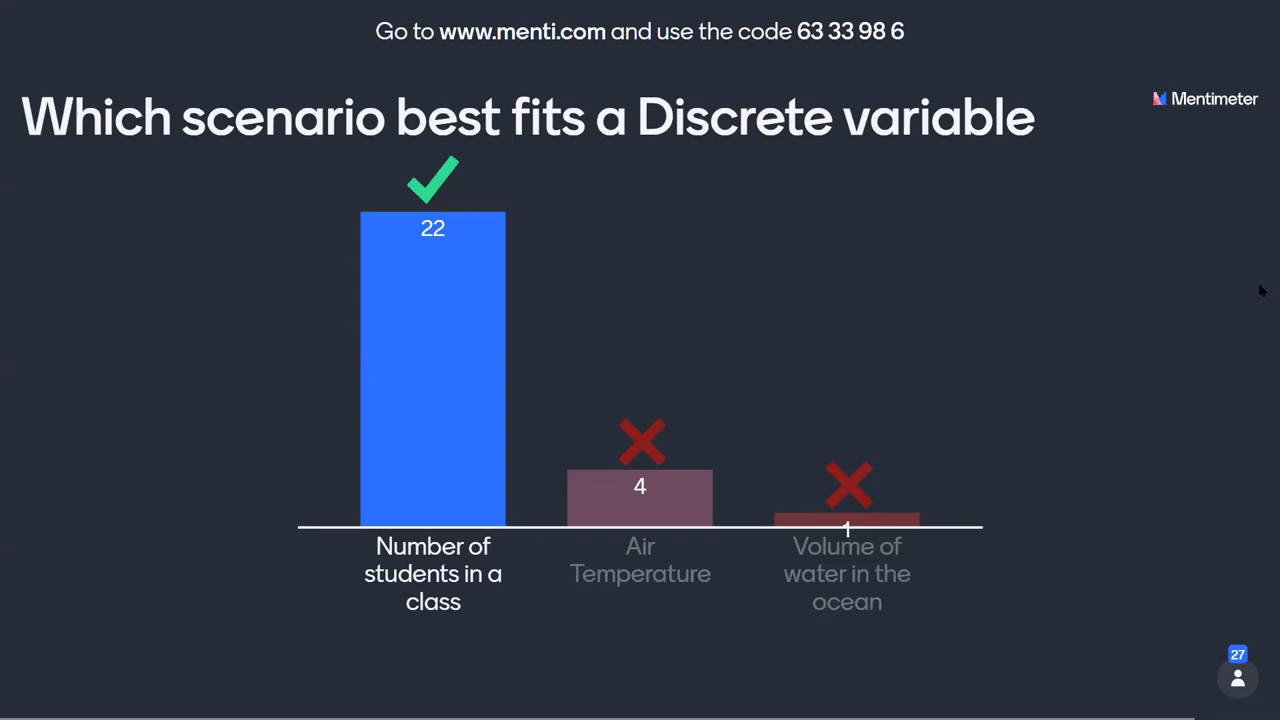 Go to www.menti.com and use the code 63 33 98 6
Which scenario best fits a Discrete variable
Mentimeter
22
4
1
Number of
students in a
class
Air
Temperature
Volume of
water in the
ocean
27